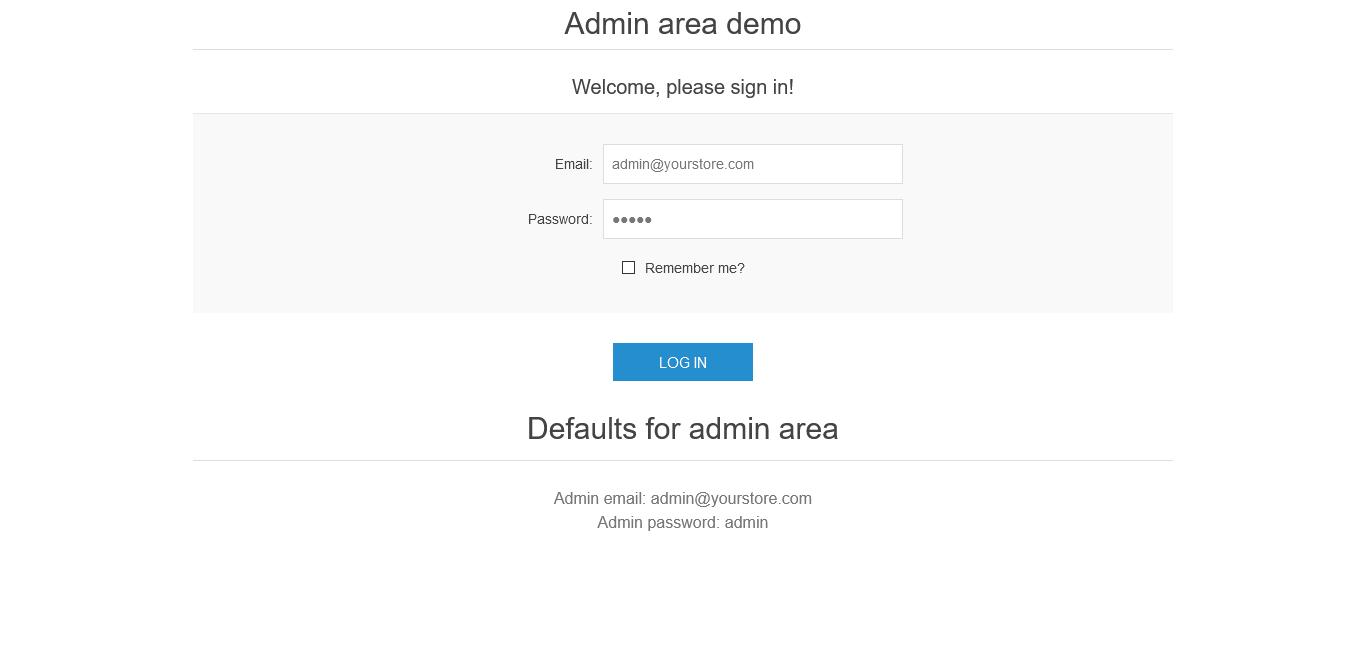 Admin area demo
Welcome, please sign in!
Email: admin@yourstore.com
Password: •••••
Remember me?
LOG IN
Defaults for admin area
Admin email: admin@yourstore.com
Admin password: admin